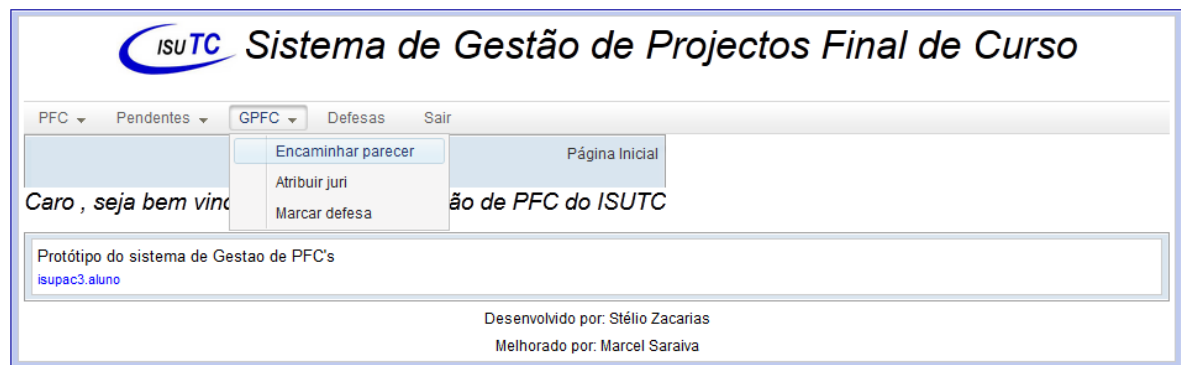 ISUTC Sistema de Gestão de Projectos Final de Curso
PFC Pendentes GPFC Defesas Sair
Encaminhar parecer
Página Inicial
Atribuir juri
Caro , seja bem vind ão de PFC do ISUTC
Marcar defesa
Protótipo do sistema de Gestao de PFC's
isupac3.aluno
Desenvolvido por: Stélio Zacarias
Melhorado por: Marcel Saraiva